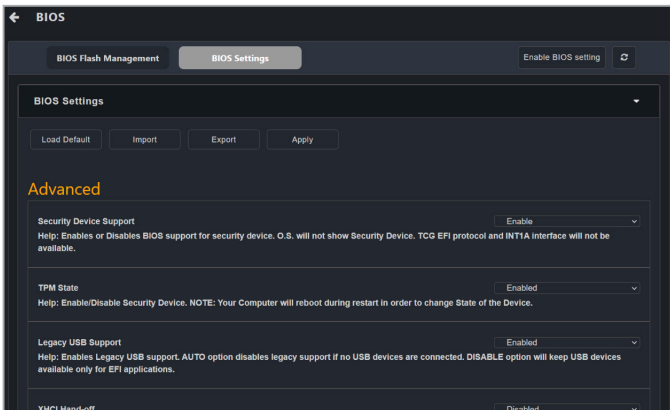 BIOS
BIOS Flash Management
BIOS Settings
Enable BIOS setting
BIOS Settings
Load Default
Import
Export
Apply
Advanced
Security Device Support
Enable
Help: Enables or Disables BIOS support for security device. O.S. will not show Security Device. TCG EFI protocol and INT1A interface will not be
available.
TPM State
Enabled
Help: Enable/Disable Security Device. NOTE: Your Computer will reboot during restart in order to change State of the Device.
Legacy USB Support
Enabled
Help: Enables Legacy USB support. AUTO option disables legacy support if no USB devices are connected. DISABLE option will keep USB devices
available only for EFI applications.
XHCI Hand-off
Disabled